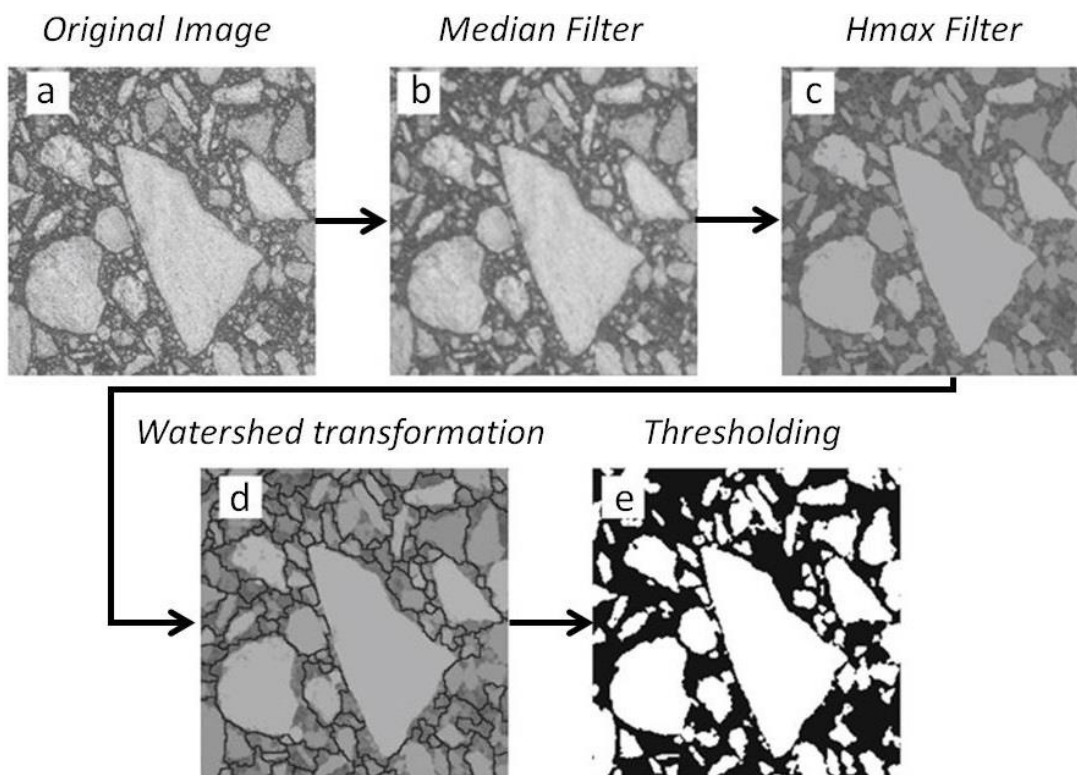 Original Image
Median Filter
Hmax Filter
a
b
c
Watershed transformation
Thresholding
d
e